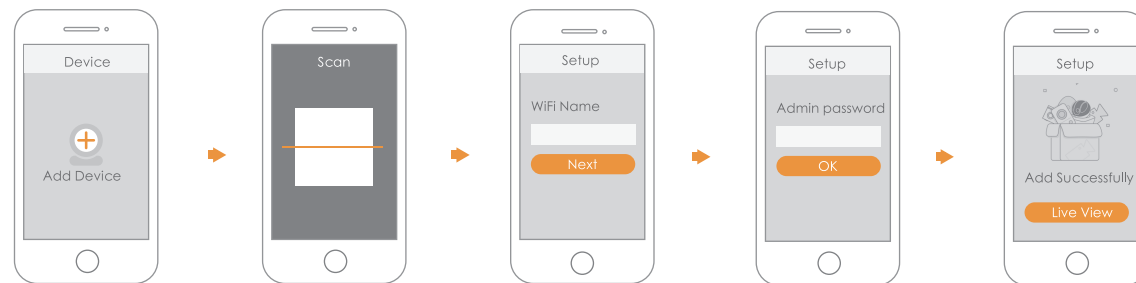 Device
Add Device
Scan
Setup
WiFi Name
Next
Setup
Admin password
OK
Setup
Add Successfully
Live View